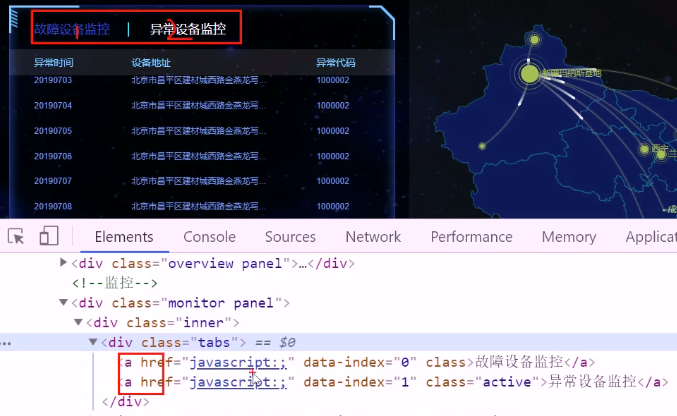 故障设备监控 异常设备监控
异常时间 设备地址 异常代码
20190703 北京市昌平区建材城西路金燕龙写... 1000002
20190704 北京市昌平区建材城西路金燕龙写... 1000002
20190705 北京市昌平区建材城西路金燕龙写... 1000002
20190706 北京市昌平区建材城西路金燕龙写... 1000002
20190707 北京市昌平区建材城西路金燕龙写... 1000002
20190708 北京市昌平区建材城西路金燕龙写... 1000002
西宁
Elements Console Sources Network Performance Memory Applicat
<div class="overview panel">…</div>
<!--监控-->
<div class="monitor panel">
<div class="inner">
… <div class="tabs"> == $0
<a href="javascript:;" data-index="0" class>故障设备监控</a>
<a href="javascript:;" data-index="1" class="active">异常设备监控</a>
</div>